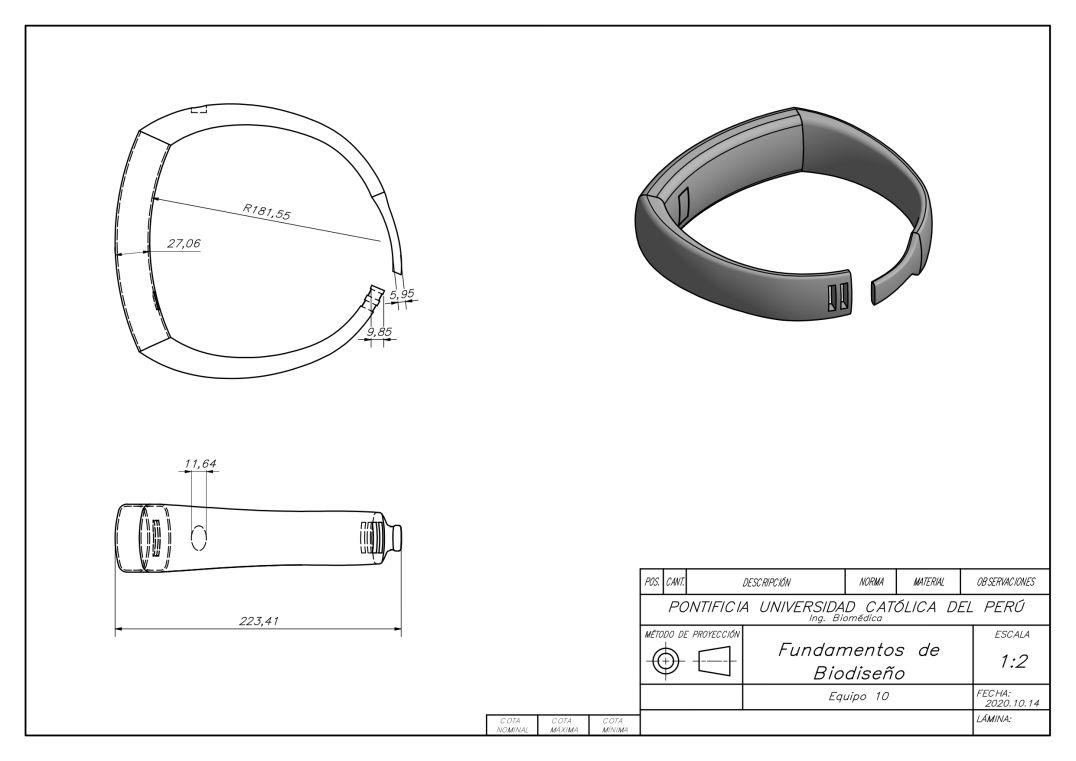 R181,55
27,06
5,95
9,85
11,64
223,41
POS. CANT. DESCRIPCIÓN NORMA MATERIAL OBSERVACIONES
PONTIFICIA UNIVERSIDAD CATÓLICA DEL PERÚ
Ing. Biomédica
MÉTODO DE PROYECCIÓN
Fundamentos de
Biodiseño
ESCALA
1:2
Equipo 10
FECHA:
2020.10.14
LÁMINA:
COTA NOMINAL
COTA MÁXIMA
COTA MÍNIMA